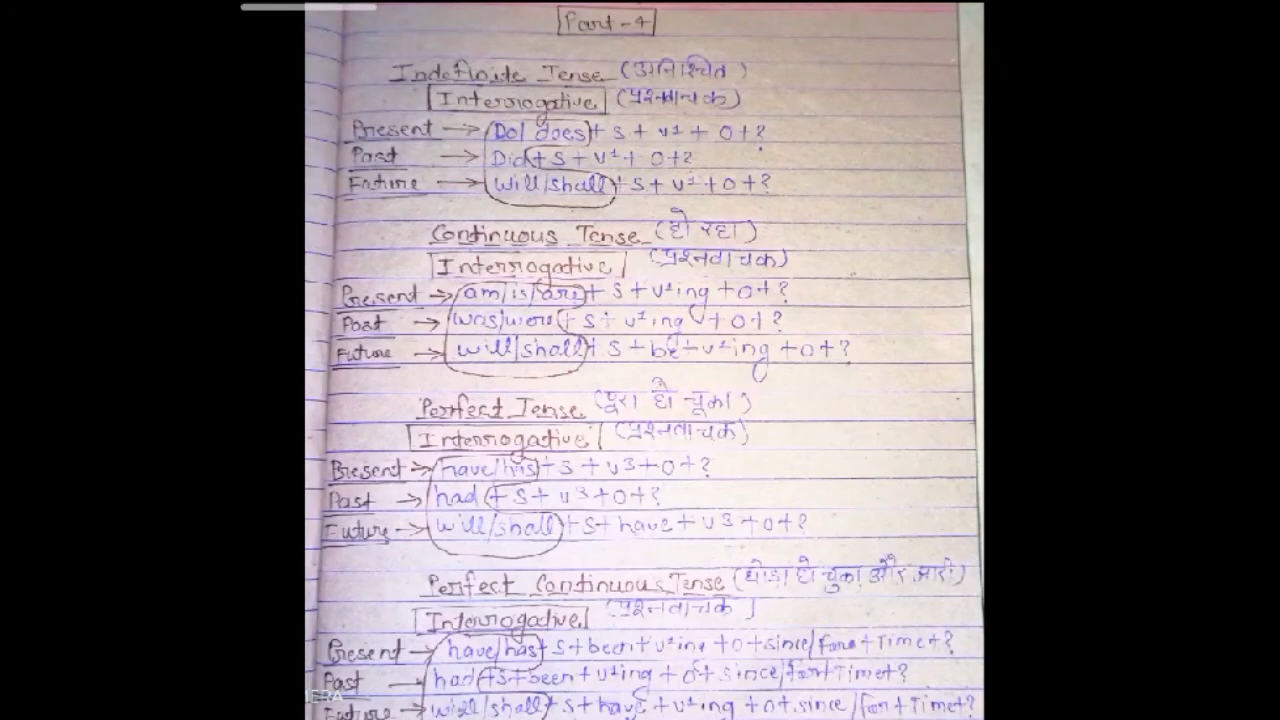 Part-4
Indefinite Tense (अनिश्चित)
Interrogative (प्रश्नवाचक)
Present → Do/does + S + v¹ + O + ?
Past → Did + S + v¹ + O + ?
Future → will/shall + S + v¹ + O + ?
Continuous Tense (हो रहा)
Interrogative (प्रश्नवाचक)
Present → am/is/are + S + v¹ing + O + ?
Past → was/were + S + v¹ing + O + ?
Future → will/shall + S + be + v¹ing + O + ?
Perfect Tense (पूरा हो चूका)
Interrogative (प्रश्नवाचक)
Present → have/has + S + v3 + O + ?
Past → had + S + v3 + O + ?
Future → will/shall + S + have + v3 + O + ?
Perfect Continuous Tense (थोडा हो चुका और जारी)
Interrogative (प्रश्नवाचक)
Present → have/has + S + been + v¹ing + O + since/for + Time + ?
Past → had + S + been + v¹ing + O + since/for + Time + ?
Future → will/shall + S + have + v¹ing + O + since/for + Time + ?